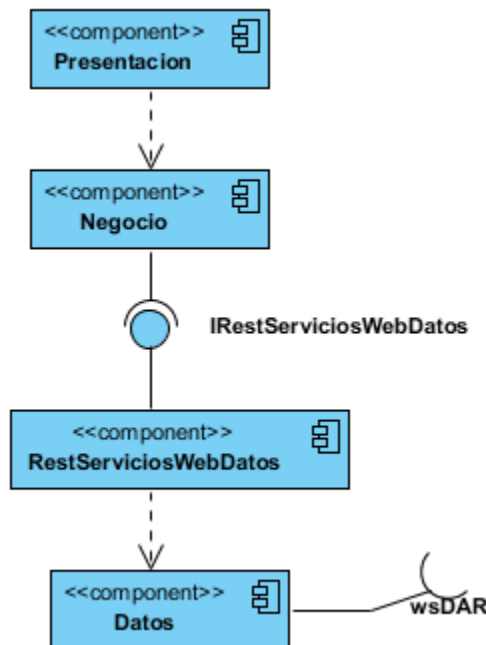 <<component>>
Presentacion
<<component>>
Negocio
IRestServiciosWebDatos
<<component>>
RestServiciosWebDatos
<<component>>
Datos
wsDAR